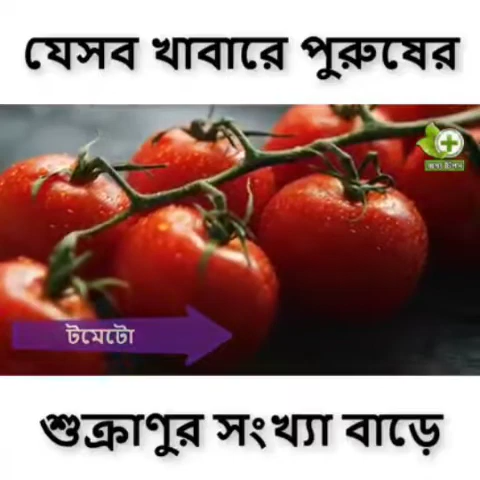 যেসব খাবারে পুরুষের
টমেটো
শুক্রাণুর সংখ্যা বাড়ে